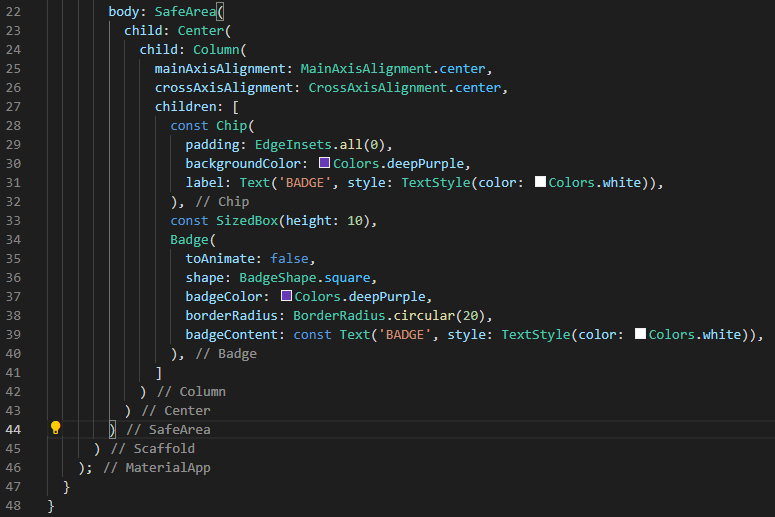 22 body: SafeArea(
23 child: Center(
24 child: Column(
25 mainAxisAlignment: MainAxisAlignment.center,
26 crossAxisAlignment: CrossAxisAlignment.center,
27 children: [
28 const Chip(
29 padding: EdgeInsets.all(0),
30 backgroundColor: Colors.deepPurple,
31 label: Text('BADGE', style: TextStyle(color: Colors.white)),
32 ), // Chip
33 const SizedBox(height: 10),
34 Badge(
35 toAnimate: false,
36 shape: BadgeShape.square,
37 badgeColor: Colors.deepPurple,
38 borderRadius: BorderRadius.circular(20),
39 badgeContent: const Text('BADGE', style: TextStyle(color: Colors.white)),
40 ), // Badge
41 ]
42 ) // Column
43 ) // Center
44 ) // SafeArea
45 ) // Scaffold
46 ); // MaterialApp
47 }
48 }